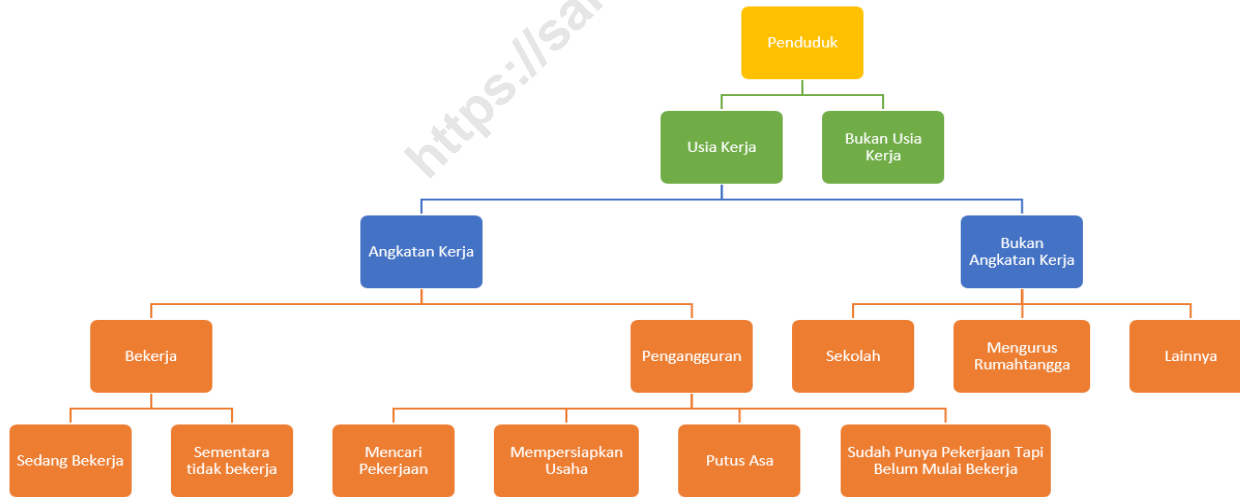 https://sa
Penduduk
Usia Kerja
Bukan Usia
Kerja
Angkatan Kerja
Bukan
Angkatan Kerja
Bekerja
Pengangguran
Sekolah
Mengurus
Rumahtangga
Lainnya
Sedang Bekerja
Sementara
tidak bekerja
Mencari
Pekerjaan
Mempersiapkan
Usaha
Putus Asa
Sudah Punya Pekerjaan Tapi
Belum Mulai Bekerja